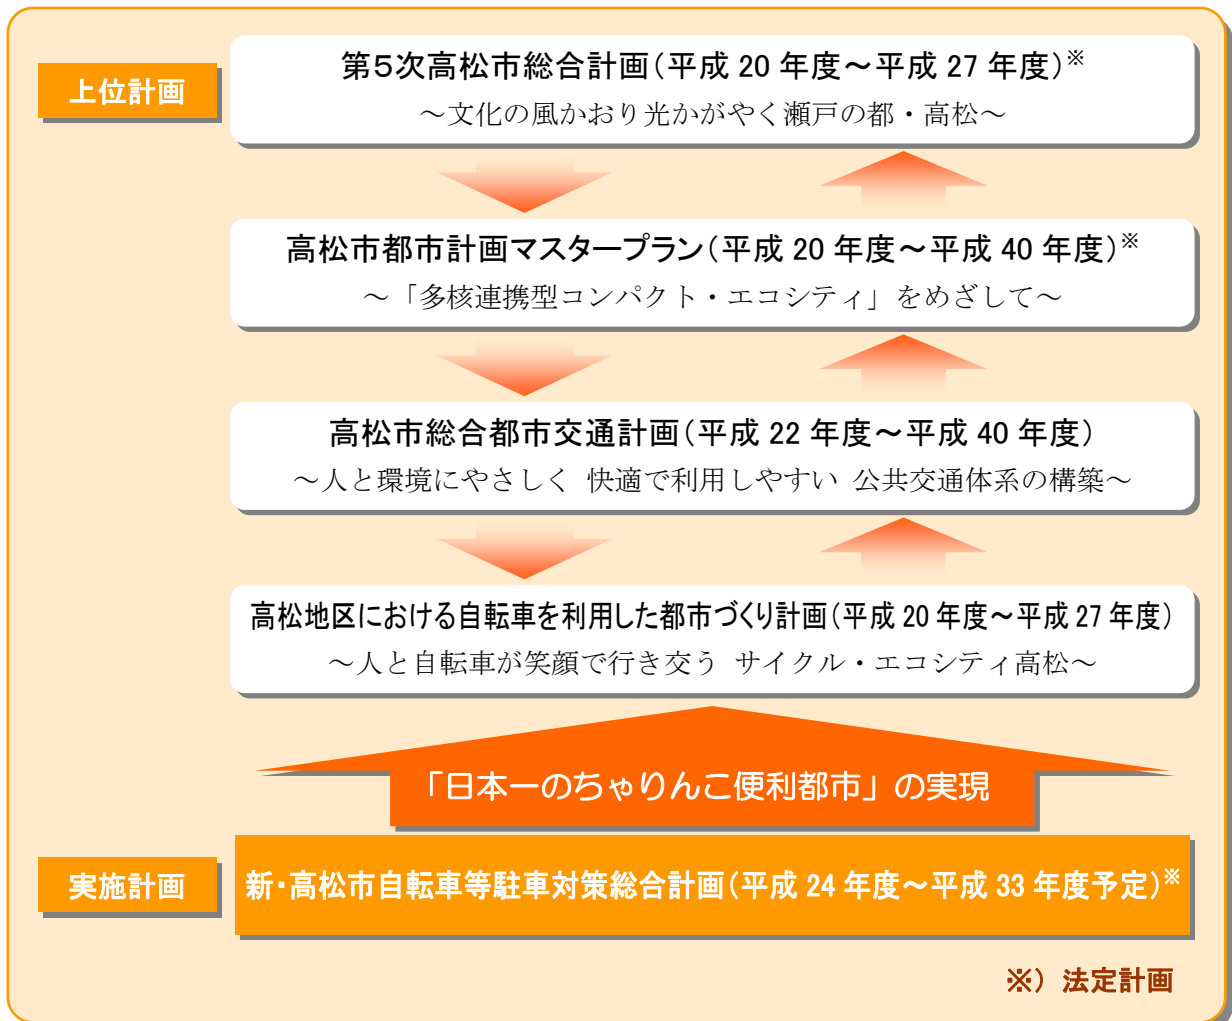 上位計画
第5次高松市総合計画(平成 20 年度～平成 27 年度)※
～文化の風かおり光かがやく瀬戸の都・高松～
高松市都市計画マスタープラン(平成 20 年度～平成 40 年度)※
～「多核連携型コンパクト・エコシティ」をめざして～
高松市総合都市交通計画(平成 22 年度～平成 40 年度)
～人と環境にやさしく 快適で利用しやすい 公共交通体系の構築～
高松地区における自転車を利用した都市づくり計画(平成 20 年度～平成 27 年度)
～人と自転車が笑顔で行き交う サイクル・エコシティ高松～
「日本一のちゃりんこ便利都市」の実現
実施計画
新・高松市自転車等駐車対策総合計画(平成 24 年度～平成 33 年度予定)※
※) 法定計画